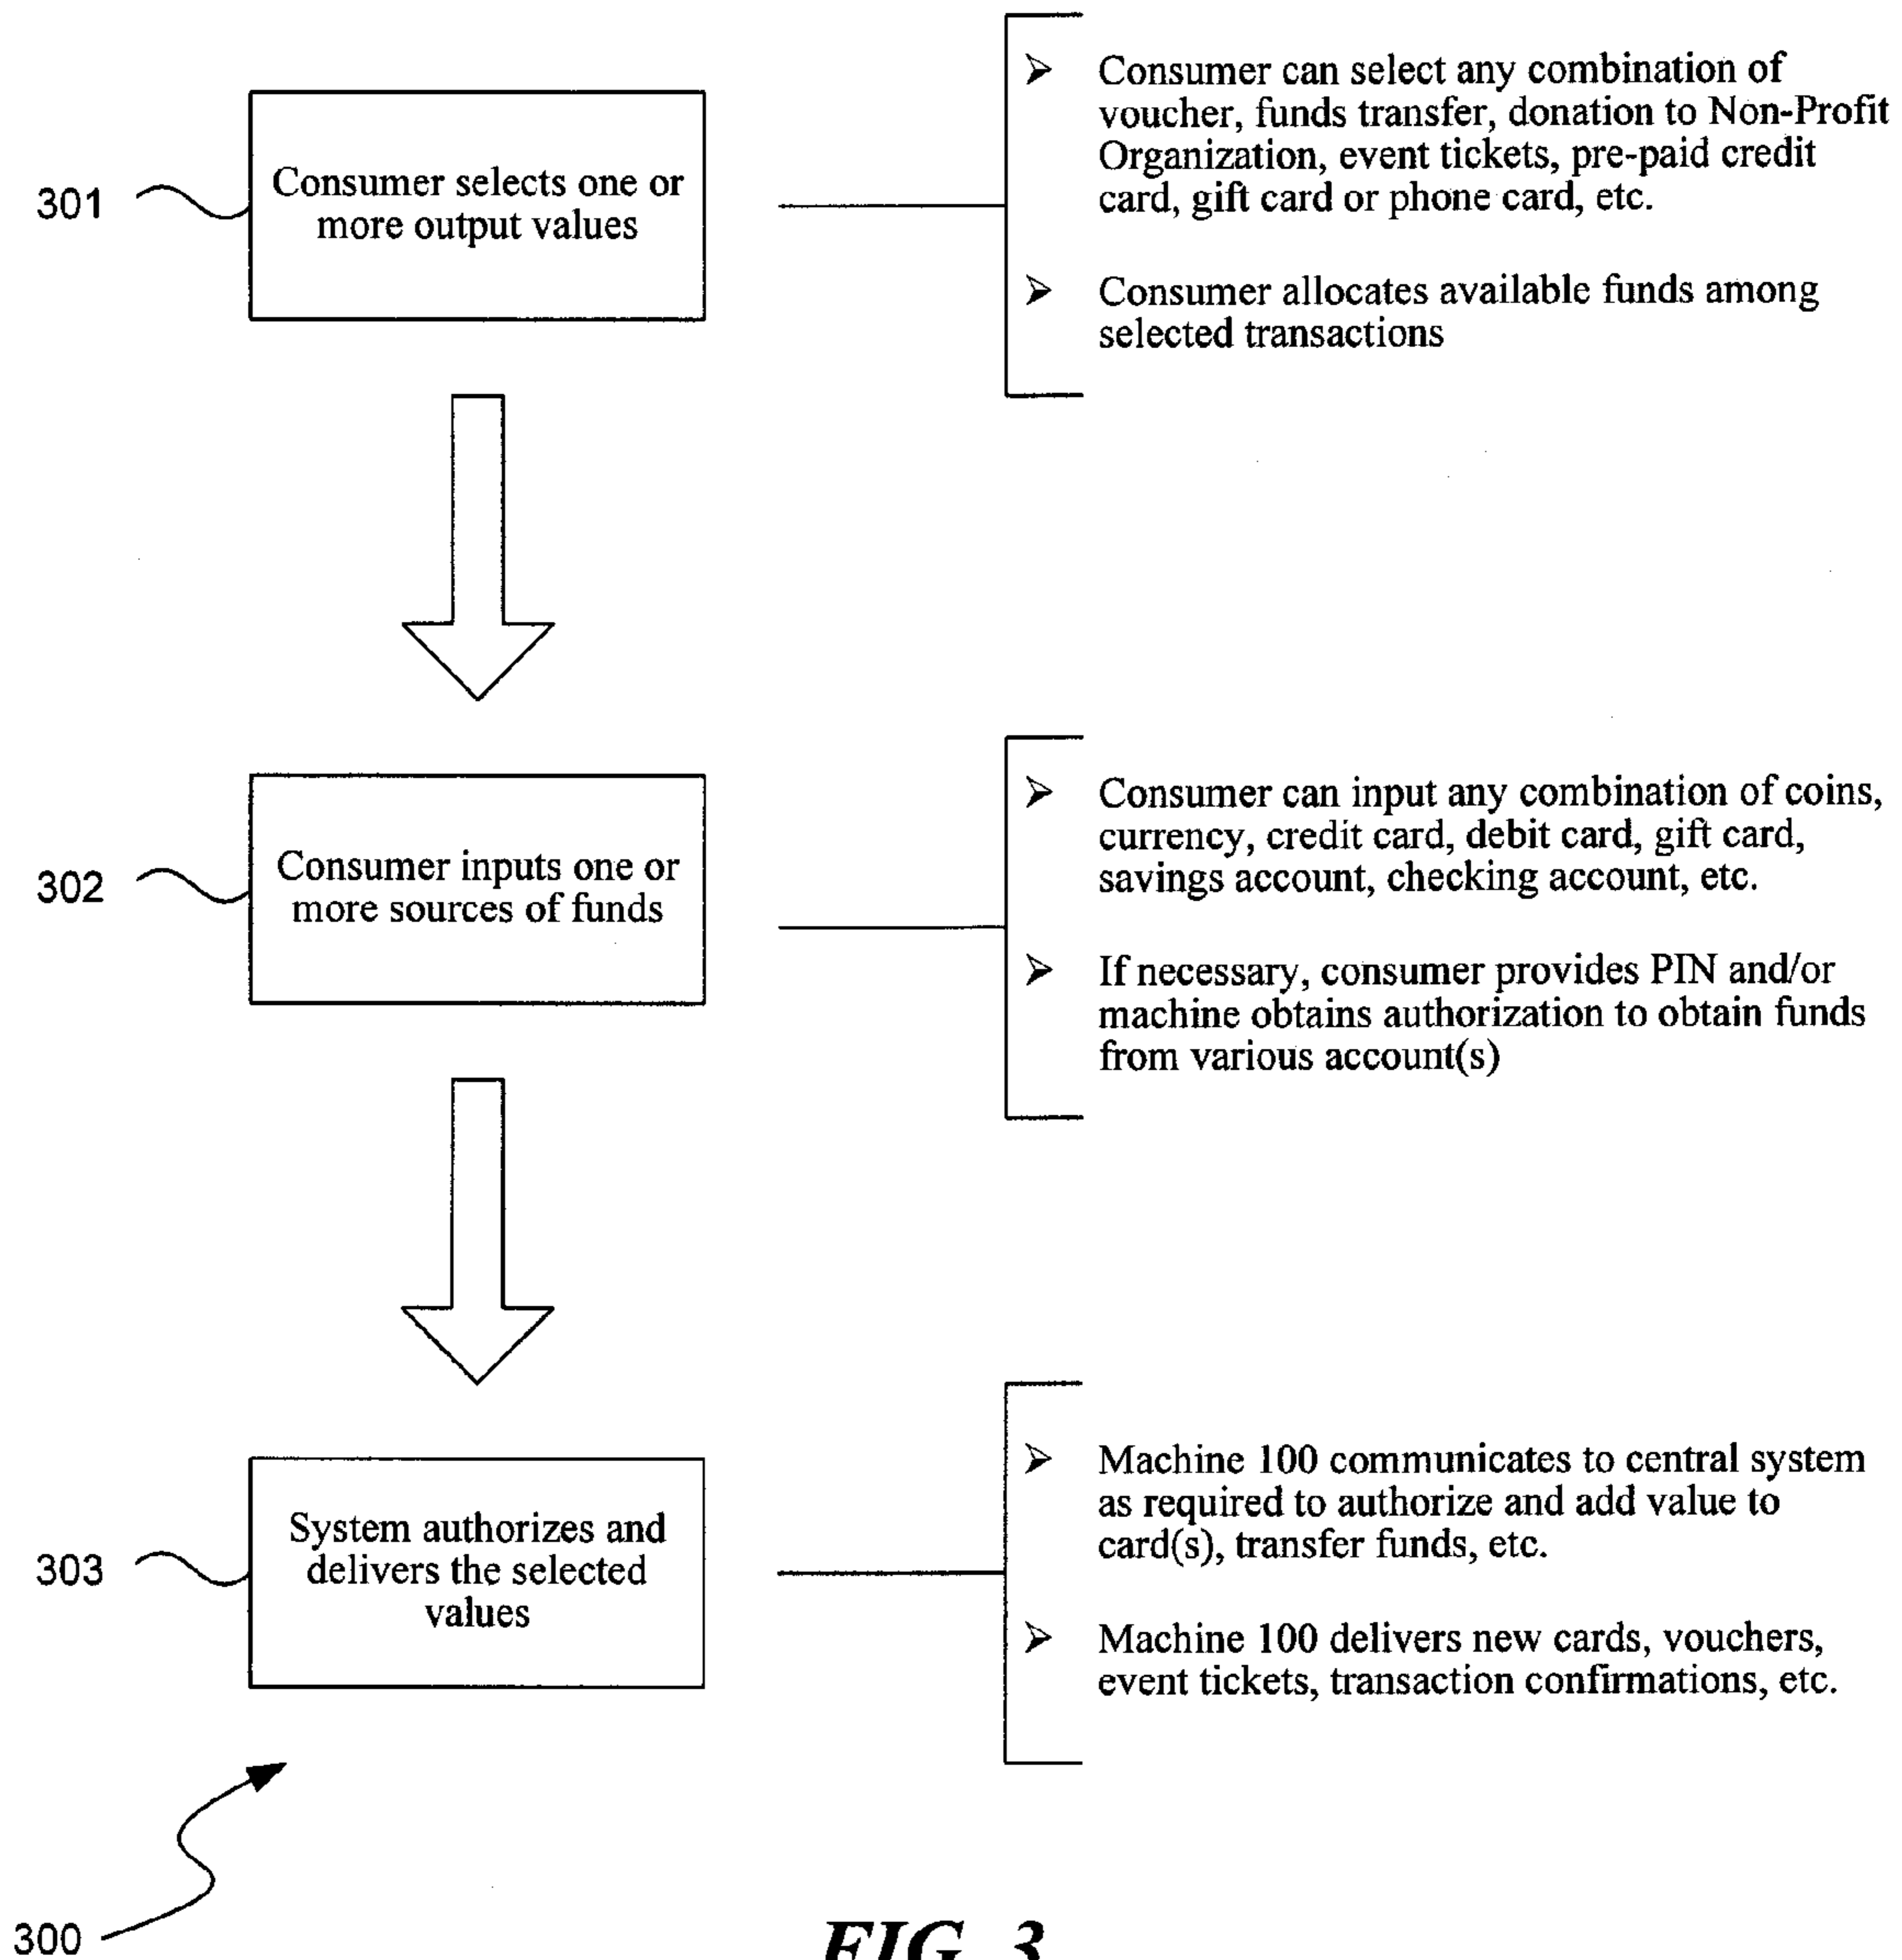 301
Consumer selects one or
more output values
➢ Consumer can select any combination of
voucher, funds transfer, donation to Non-Profit
Organization, event tickets, pre-paid credit
card, gift card or phone card, etc.
➢ Consumer allocates available funds among
selected transactions
302
Consumer inputs one or
more sources of funds
➢ Consumer can input any combination of coins,
currency, credit card, debit card, gift card,
savings account, checking account, etc.
➢ If necessary, consumer provides PIN and/or
machine obtains authorization to obtain funds
from various account(s)
303
System authorizes and
delivers the selected
values
➢ Machine 100 communicates to central system
as required to authorize and add value to
card(s), transfer funds, etc.
➢ Machine 100 delivers new cards, vouchers,
event tickets, transaction confirmations, etc.
300
FIG. 3